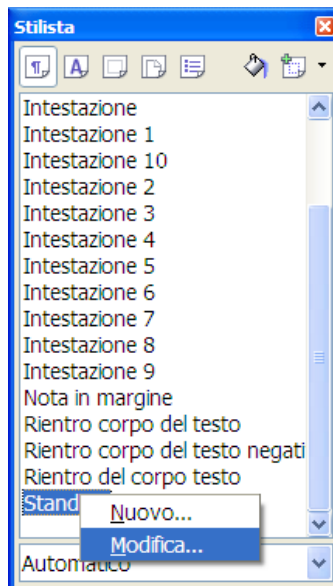 Stilista
Intestazione
Intestazione 1
Intestazione 10
Intestazione 2
Intestazione 3
Intestazione 4
Intestazione 5
Intestazione 6
Intestazione 7
Intestazione 8
Intestazione 9
Nota in margine
Rientro corpo del testo
Rientro corpo del testo negati
Rientro del corpo testo
Stand
Nuovo...
Modifica...
Automatico